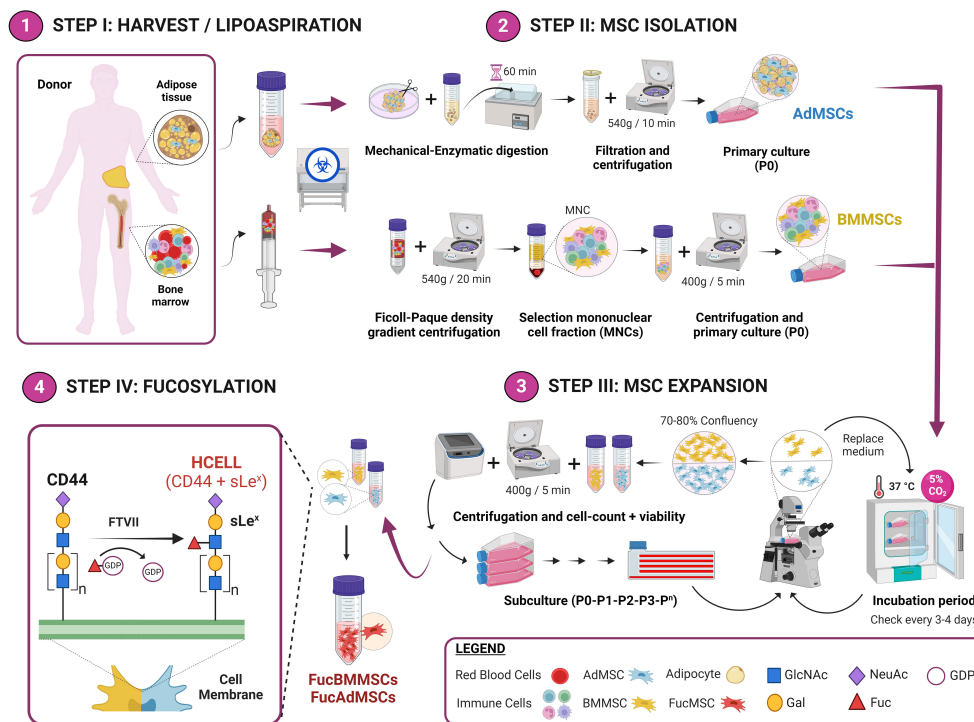 1 STEP I: HARVEST / LIPOASPIRATION
Donor
Adipose
tissue
Bone
marrow
2 STEP II: MSC ISOLATION
60 min
Mechanical-Enzymatic digestion
540g / 10 min
Filtration and
centrifugation
AdMSCs
Primary culture
(P0)
540g / 20 min
Ficoll-Paque density
gradient centrifugation
MNC
Selection mononuclear
cell fraction (MNCs)
400g / 5 min
Centrifugation and
primary culture (P0)
BMMSCs
3 STEP III: MSC EXPANSION
70-80% Confluency
Replace
medium
37 °C
5%
CO₂
400g / 5 min
Centrifugation and cell-count + viability
Subculture (P0-P1-P2-P3-Pⁿ)
Incubation period
Check every 3-4 days
4 STEP IV: FUCOSYLATION
CD44
HCELL
(CD44 + sLeˣ)
FTVII
sLeˣ
GDP
GDP
n
n
Cell
Membrane
FucBMMSCs
FucAdMSCs
LEGEND
Red Blood Cells
AdMSC
Adipocyte
GlcNAc
NeuAc
GDP
Immune Cells
BMMSC
FucMSC
Gal
Fuc